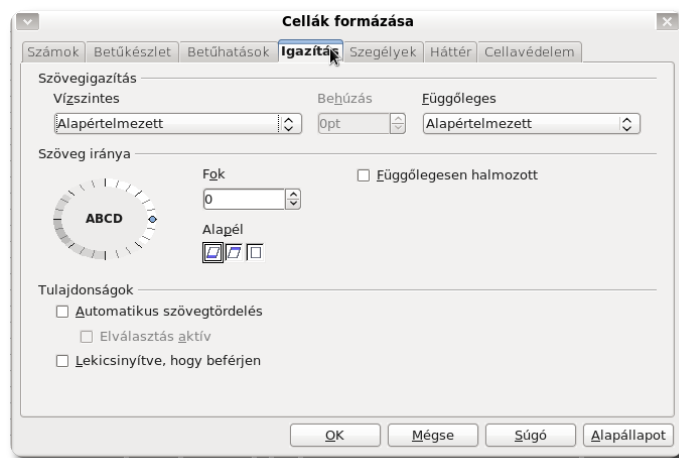 Cellák formázása
Számok Betűkészlet Betűhatások Igazítás Szegélyek Háttér Cellavédelem
Szövegigazítás
Vízszintes Behúzás Függőleges
Alapértelmezett 0pt Alapértelmezett
Szöveg iránya
Fok
Függőlegesen halmozott
0
ABCD
Alapél
Tulajdonságok
Automatikus szövegtördelés
Elválasztás aktív
Lekicsinyítve, hogy beférjen
OK Mégse Súgó Alapállapot